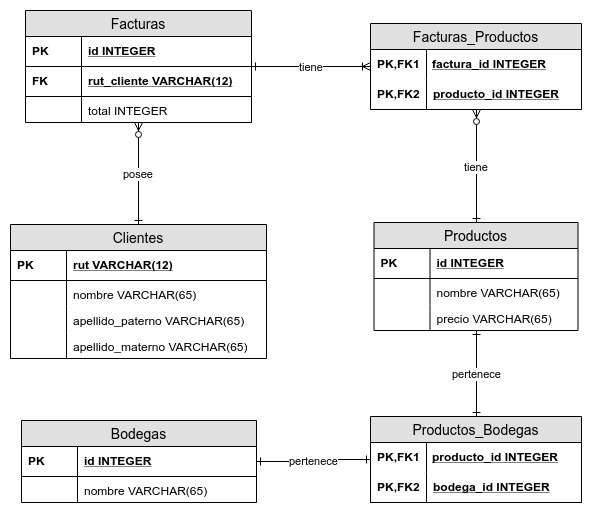 Facturas
PK id INTEGER
FK rut_cliente VARCHAR(12)
total INTEGER
tiene
Facturas_Productos
PK,FK1 factura_id INTEGER
PK,FK2 producto_id INTEGER
posee
tiene
Clientes
PK rut VARCHAR(12)
nombre VARCHAR(65)
apellido_paterno VARCHAR(65)
apellido_materno VARCHAR(65)
Productos
PK id INTEGER
nombre VARCHAR(65)
precio VARCHAR(65)
pertenece
Bodegas
PK id INTEGER
nombre VARCHAR(65)
pertenece
Productos_Bodegas
PK,FK1 producto_id INTEGER
PK,FK2 bodega_id INTEGER